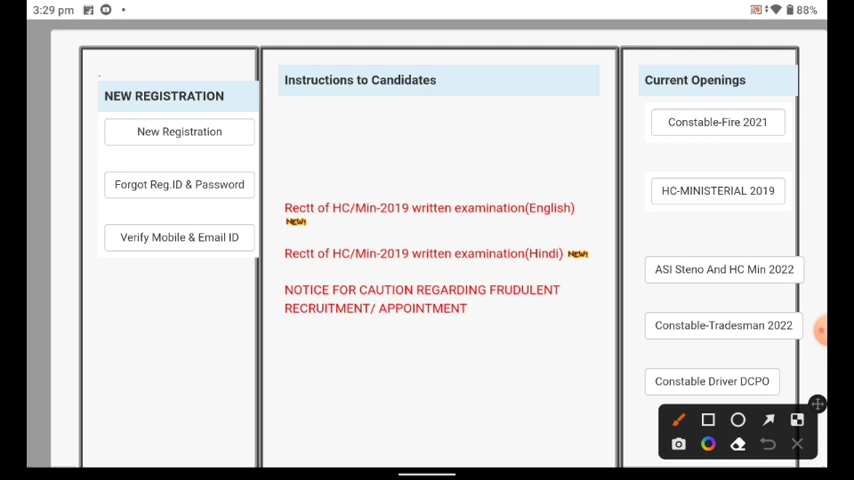 3:29 pm
88%
NEW REGISTRATION
New Registration
Forgot Reg.ID & Password
Verify Mobile & Email ID
Instructions to Candidates
Rectt of HC/Min-2019 written examination(English)
NEW!
Rectt of HC/Min-2019 written examination(Hindi) NEW!
NOTICE FOR CAUTION REGARDING FRUDULENT
RECRUITMENT/ APPOINTMENT
Current Openings
Constable-Fire 2021
HC-MINISTERIAL 2019
ASI Steno And HC Min 2022
Constable-Tradesman 2022
Constable Driver DCPO